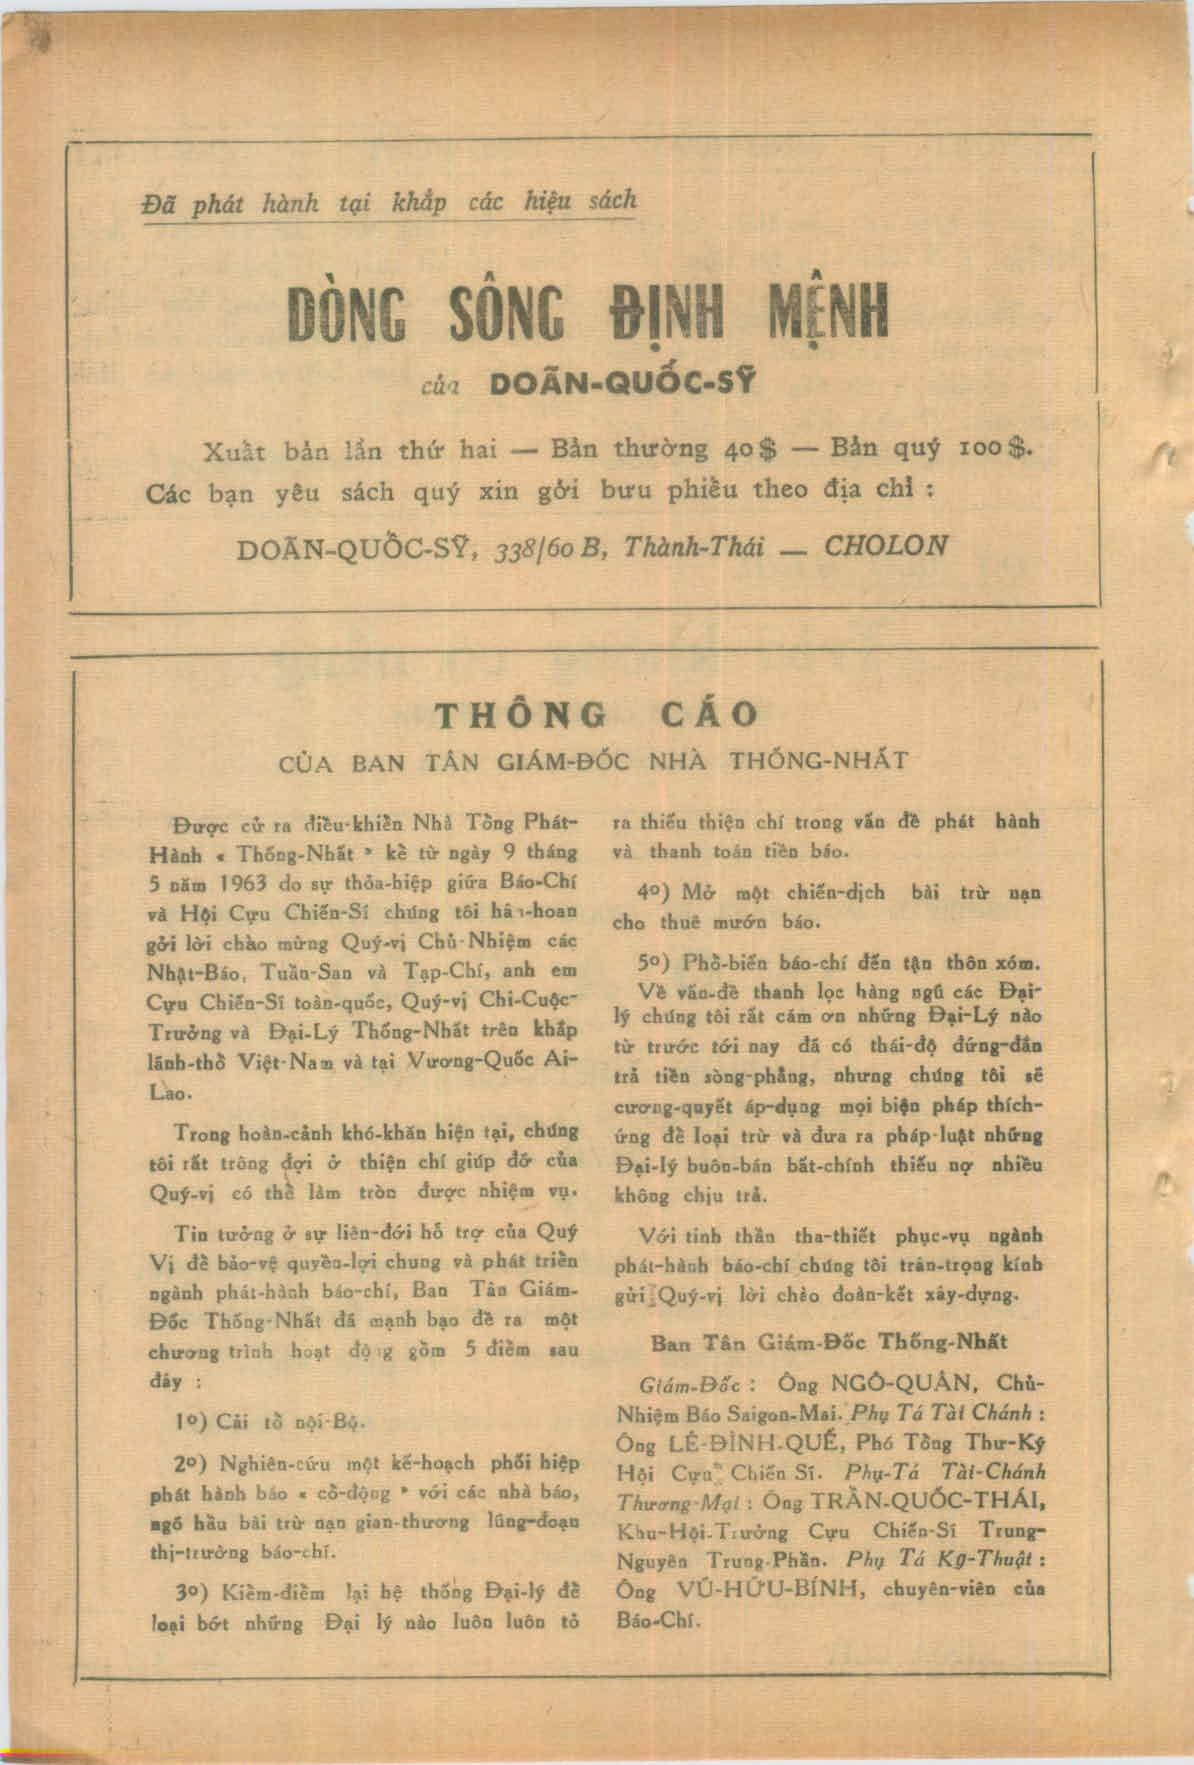 Đã phát hành tại khắp các hiệu sách
DÒNG SÔNG ĐỊNH MỆNH
của DOÃN-QUỐC-SỸ
Xuất bản lần thứ hai — Bản thường 40$ — Bản quý 100$.
Các bạn yêu sách quý xin gởi bưu phiếu theo địa chỉ :
DOÃN-QUỐC-SỸ, 338/60 B, Thành-Thái — CHOLON
THÔNG CÁO
CỦA BAN TÂN GIÁM-ĐỐC NHÀ THỐNG-NHẤT
Được cử ra điều-khiển Nhà Tổng Phát-
Hành « Thống-Nhất » kể từ ngày 9 tháng
5 năm 1963 do sự thỏa-hiệp giữa Báo-Chí
và Hội Cựu Chiến-Sĩ chúng tôi hân-hoan
gởi lời chào mừng Quý-vị Chủ-Nhiệm các
Nhật-Báo, Tuần-San và Tạp-Chí, anh em
Cựu Chiến-Sĩ toàn-quốc, Quý-vị Chi-Cuộc-
Trưởng và Đại-Lý Thống-Nhất trên khắp
lãnh-thổ Việt-Nam và tại Vương-Quốc Ai-
Lao.
Trong hoàn-cảnh khó-khăn hiện tại, chúng
tôi rất trông đợi ở thiện chí giúp đỡ của
Quý-vị có thể làm tròn được nhiệm vụ.
Tin tưởng ở sự liên-đới hỗ trợ của Quý
Vị để bảo-vệ quyền-lợi chung và phát triển
ngành phát-hành báo-chí, Ban Tân Giám-
Đốc Thống-Nhất đã mạnh bạo đề ra một
chương trình hoạt động gồm 5 điểm sau
đây :
1º) Cải tổ nội-Bộ.
2º) Nghiên-cứu một kế-hoạch phối hiệp
phát hành báo « cổ-động » với các nhà báo,
ngõ hầu bài trừ nạn gian-thương lũng-đoạn
thị-trường báo-chí.
3º) Kiểm-điểm lại hệ thống Đại-lý để
loại bớt những Đại lý nào luôn luôn tỏ
ra thiếu thiện chí trong vấn đề phát hành
và thanh toán tiền báo.
4º) Mở một chiến-dịch bài trừ nạn
cho thuê mướn báo.
5º) Phổ-biến báo-chí đến tận thôn xóm.
Về vấn-đề thanh lọc hàng ngũ các Đại-
lý chúng tôi rất cám ơn những Đại-Lý nào
từ trước tới nay đã có thái-độ đứng-đắn
trả tiền sòng-phẳng, nhưng chúng tôi sẽ
cương-quyết áp-dụng mọi biện pháp thích-
ứng để loại trừ và đưa ra pháp-luật những
Đại-lý buôn-bán bất-chính thiếu nợ nhiều
không chịu trả.
Với tinh thần tha-thiết phục-vụ ngành
phát-hành báo-chí chúng tôi trân-trọng kính
gửi Quý-vị lời chào đoàn-kết xây-dựng.
Ban Tân Giám-Đốc Thống-Nhất
Giám-Đốc : Ông NGÔ-QUÂN, Chủ-
Nhiệm Báo Saigon-Mai. Phụ Tá Tài Chánh :
Ông LÊ-ĐÌNH-QUẾ, Phó Tổng Thư-Ký
Hội Cựu Chiến Sĩ. Phụ-Tá Tài-Chánh
Thương-Mại : Ông TRẦN-QUỐC-THÁI,
Khu-Hội-Trưởng Cựu Chiến-Sĩ Trung-
Nguyên Trung-Phần. Phụ Tá Kỹ-Thuật :
Ông VŨ-HỮU-BÍNH, chuyên-viên của
Báo-Chí.